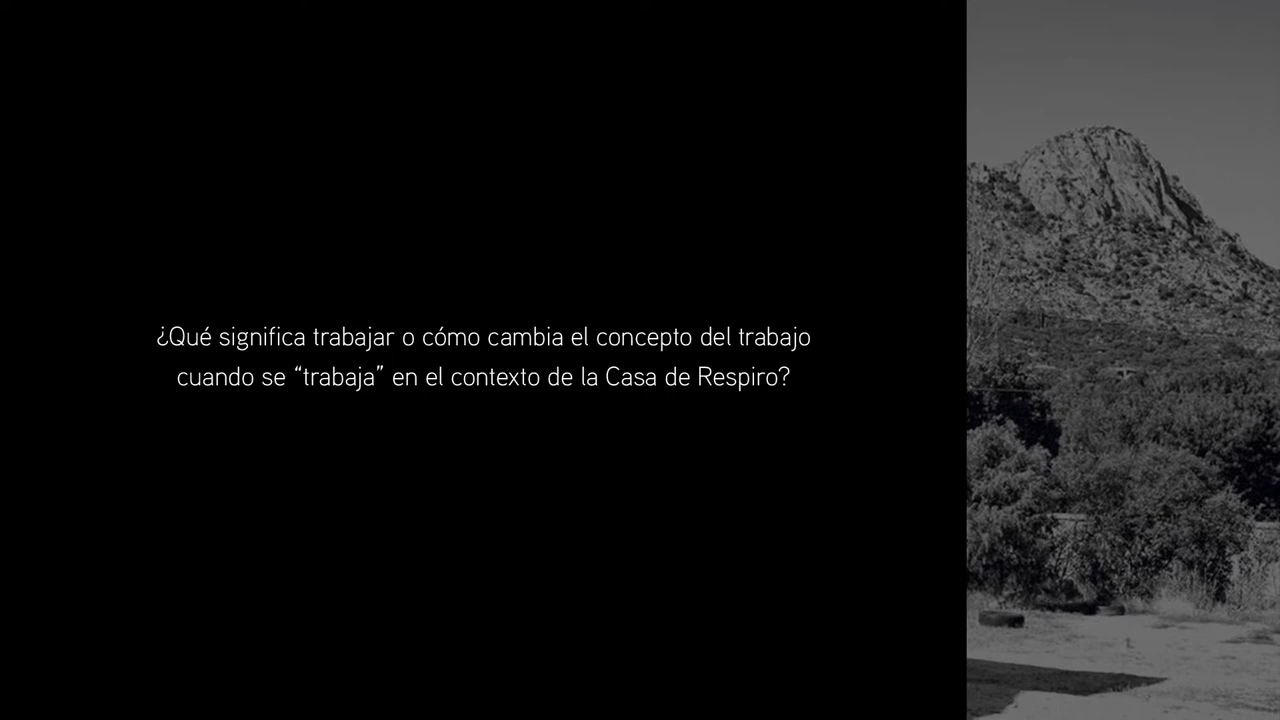 ¿Qué significa trabajar o cómo cambia el concepto del trabajo
cuando se “trabaja” en el contexto de la Casa de Respiro?